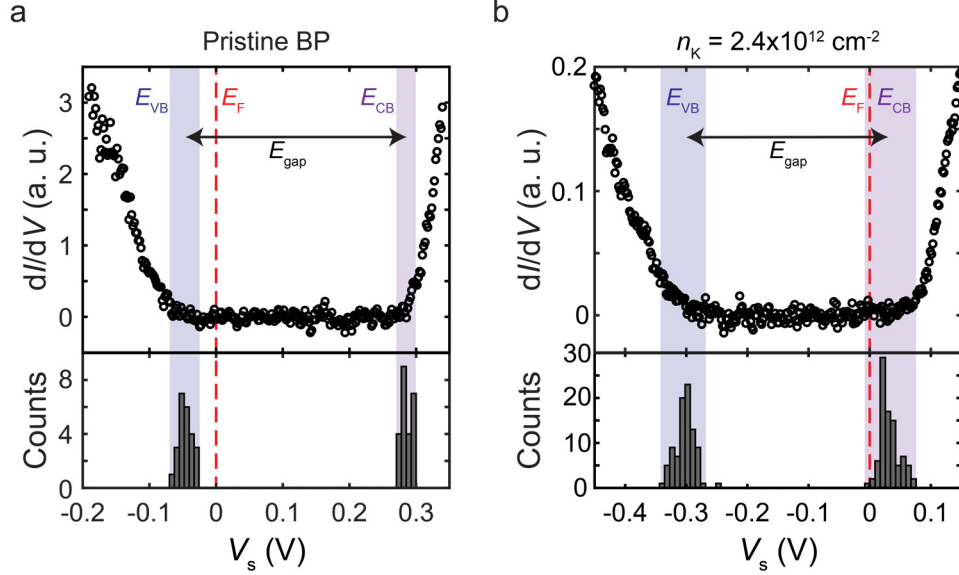 a
Pristine BP
E_VB
E_F
E_CB
E_gap
dI/dV (a. u.)
3
2
1
0
Counts
8
4
0
-0.2 -0.1 0 0.1 0.2 0.3
V_s (V)
b
n_K = 2.4x10^12 cm^-2
E_VB
E_F
E_CB
E_gap
dI/dV (a. u.)
0.2
0.1
0
Counts
30
20
10
0
-0.4 -0.3 -0.2 -0.1 0 0.1
V_s (V)